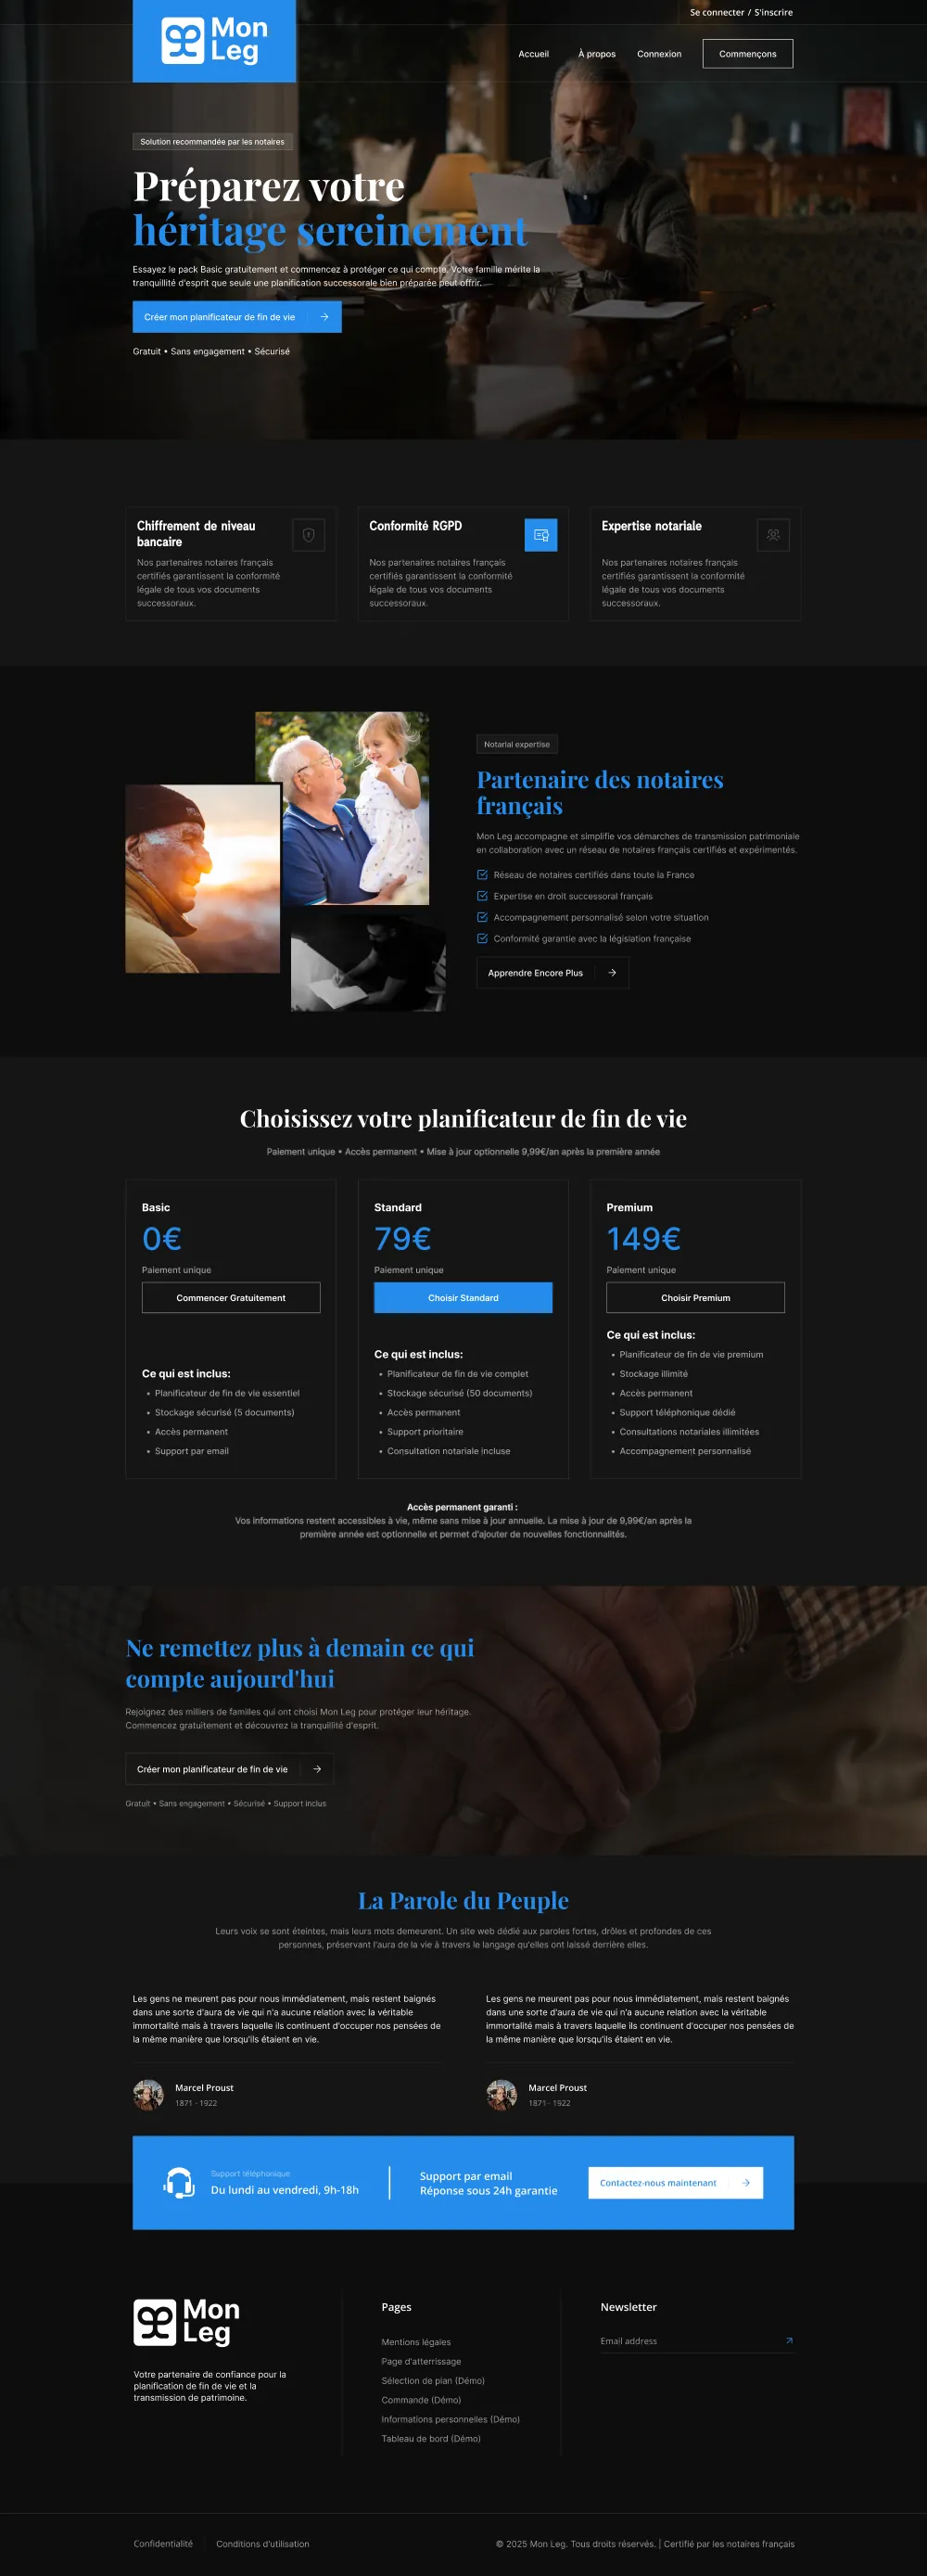 Mon
Leg
Se connecter / S'inscrire
Accueil
À propos
Connexion
Commençons
Solution recommandée par les notaires
Préparez votre
héritage sereinement
Essayez le pack Basic gratuitement et commencez à protéger ce qui compte. Votre famille mérite la
tranquillité d'esprit que seule une planification successorale bien préparée peut offrir.
Créer mon planificateur de fin de vie
Gratuit • Sans engagement • Sécurisé
Chiffrement de niveau
bancaire
Nos partenaires notaires français
certifiés garantissent la conformité
légale de tous vos documents
successoraux.
Conformité RGPD
Nos partenaires notaires français
certifiés garantissent la conformité
légale de tous vos documents
successoraux.
Expertise notariale
Nos partenaires notaires français
certifiés garantissent la conformité
légale de tous vos documents
successoraux.
Notarial expertise
Partenaire des notaires
français
Mon Leg accompagne et simplifie vos démarches de transmission patrimoniale
en collaboration avec un réseau de notaires français certifiés et expérimentés.
Réseau de notaires certifiés dans toute la France
Expertise en droit successoral français
Accompagnement personnalisé selon votre situation
Conformité garantie avec la législation française
Apprendre Encore Plus
Choisissez votre planificateur de fin de vie
Paiement unique • Accès permanent • Mise à jour optionnelle 9,99€/an après la première année
Basic
0€
Paiement unique
Commencer Gratuitement
Ce qui est inclus:
• Planificateur de fin de vie essentiel
• Stockage sécurisé (5 documents)
• Accès permanent
• Support par email
Standard
79€
Paiement unique
Choisir Standard
Ce qui est inclus:
• Planificateur de fin de vie complet
• Stockage sécurisé (50 documents)
• Accès permanent
• Support prioritaire
• Consultation notariale incluse
Premium
149€
Paiement unique
Choisir Premium
Ce qui est inclus:
• Planificateur de fin de vie premium
• Stockage illimité
• Accès permanent
• Support téléphonique dédié
• Consultations notariales illimitées
• Accompagnement personnalisé
Accès permanent garanti :
Vos informations restent accessibles à vie, même sans mise à jour annuelle. La mise à jour de 9,99€/an après la
première année est optionnelle et permet d'ajouter de nouvelles fonctionnalités.
Ne remettez plus à demain ce qui
compte aujourd'hui
Rejoignez des milliers de familles qui ont choisi Mon Leg pour protéger leur héritage.
Commencez gratuitement et découvrez la tranquillité d'esprit.
Créer mon planificateur de fin de vie
Gratuit • Sans engagement • Sécurisé • Support inclus
La Parole du Peuple
Leurs voix se sont éteintes, mais leurs mots demeurent. Un site web dédié aux paroles fortes, drôles et profondes de ces
personnes, préservant l'aura de la vie à travers le langage qu'elles ont laissé derrière elles.
Les gens ne meurent pas pour nous immédiatement, mais restent baignés
dans une sorte d'aura de vie qui n'a aucune relation avec la véritable
immortalité mais à travers laquelle ils continuent d'occuper nos pensées de
la même manière que lorsqu'ils étaient en vie.
Marcel Proust
1871 - 1922
Les gens ne meurent pas pour nous immédiatement, mais restent baignés
dans une sorte d'aura de vie qui n'a aucune relation avec la véritable
immortalité mais à travers laquelle ils continuent d'occuper nos pensées de
la même manière que lorsqu'ils étaient en vie.
Marcel Proust
1871 - 1922
Support téléphonique
Du lundi au vendredi, 9h-18h
Support par email
Réponse sous 24h garantie
Contactez-nous maintenant
Mon
Leg
Votre partenaire de confiance pour la
planification de fin de vie et la
transmission de patrimoine.
Pages
Mentions légales
Page d'atterrissage
Sélection de plan (Démo)
Commande (Démo)
Informations personnelles (Démo)
Tableau de bord (Démo)
Newsletter
Email address
Confidentialité
Conditions d'utilisation
© 2025 Mon Leg. Tous droits réservés. | Certifié par les notaires français